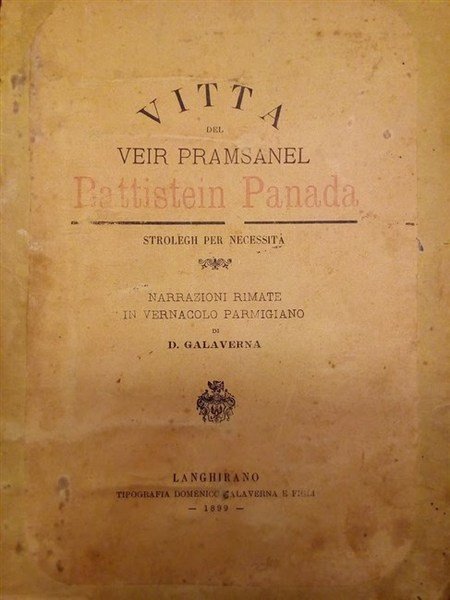 VITTA
DEL
VEIR PRAMSANEL
Battistein Panada
STROLEGH PER NECESSITÀ
NARRAZIONI RIMATE
IN VERNACOLO PARMIGIANO
DI
D. GALAVERNA
LANGHIRANO
TIPOGRAFIA DOMENICO GALAVERNA E FIGLI
— 1899 —